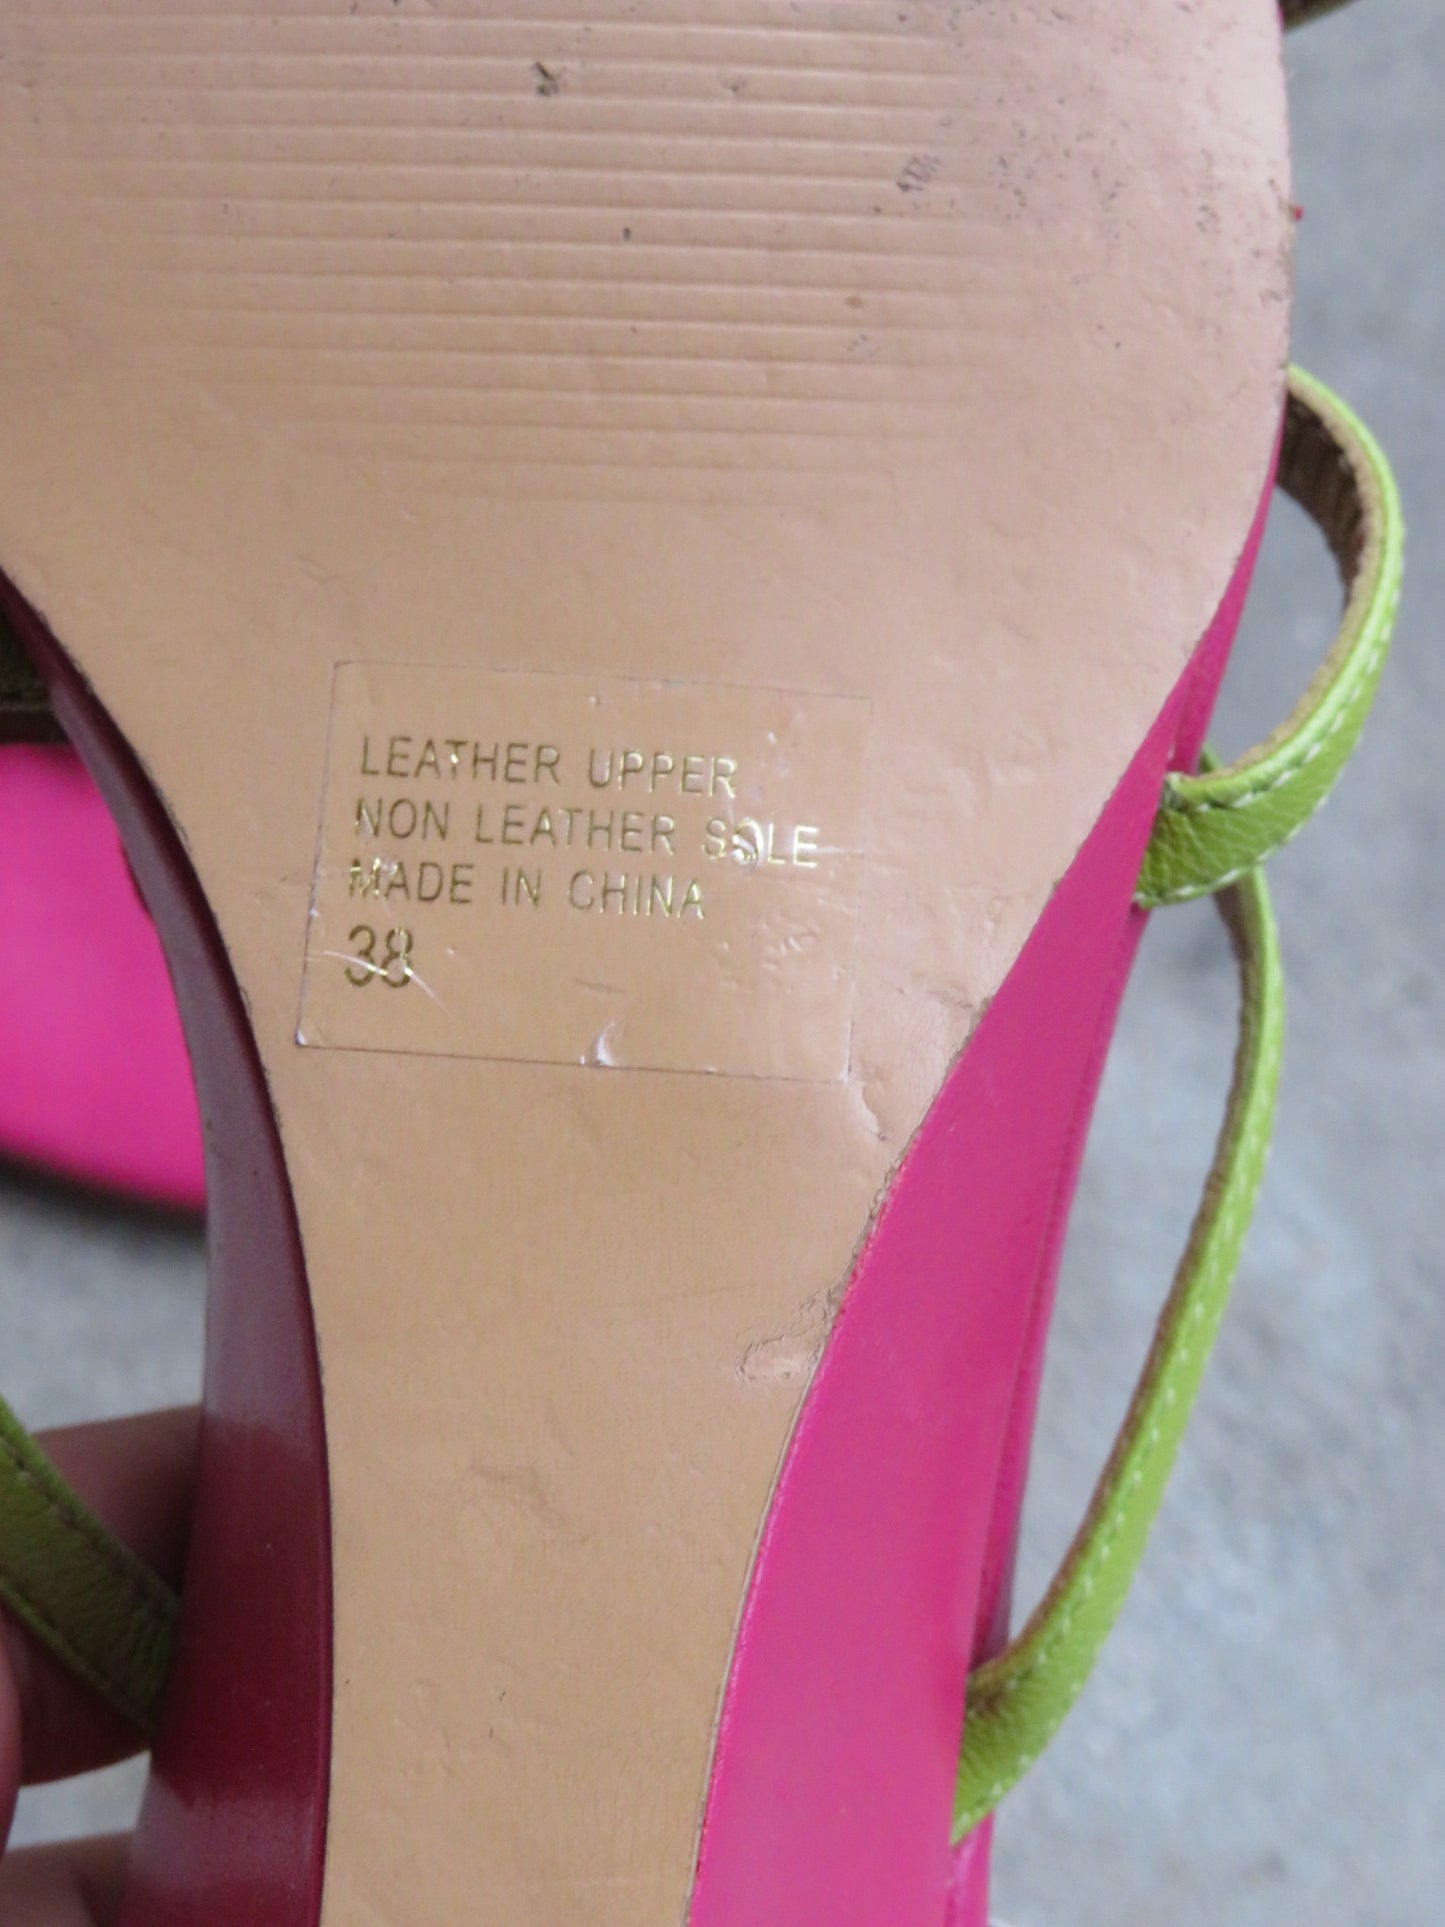 LEATHER UPPER
NON LEATHER SOLE
MADE IN CHINA
38